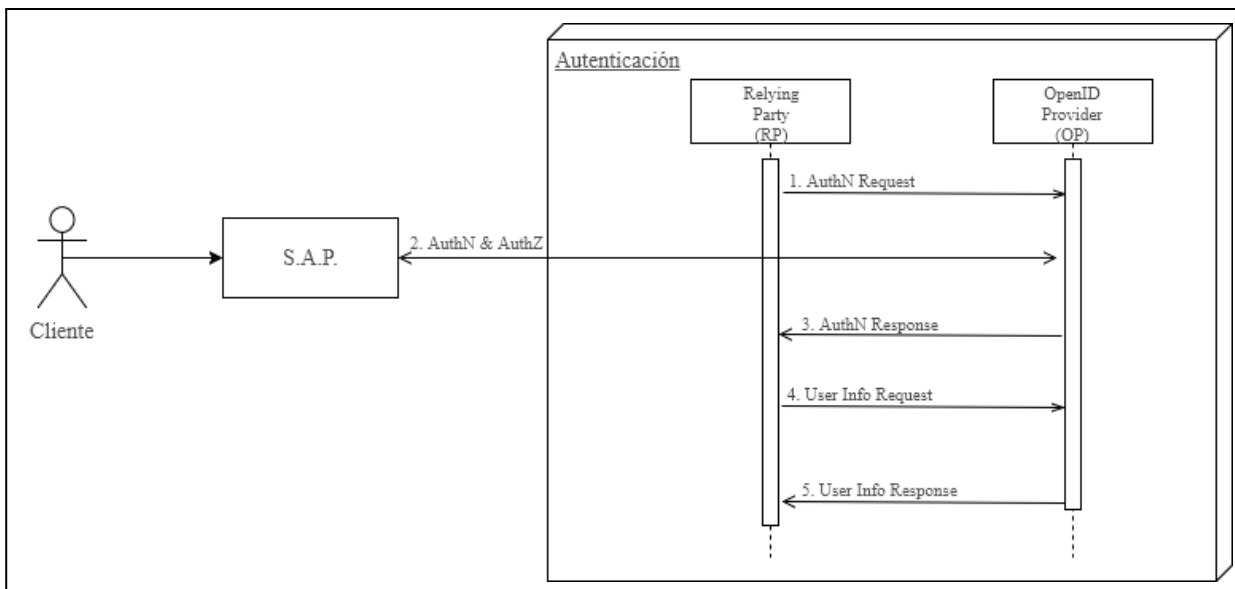 Autenticación
Relying
Party
(RP)
OpenID
Provider
(OP)
1. AuthN Request
2. AuthN & AuthZ
S.A.P.
Cliente
3. AuthN Response
4. User Info Request
5. User Info Response